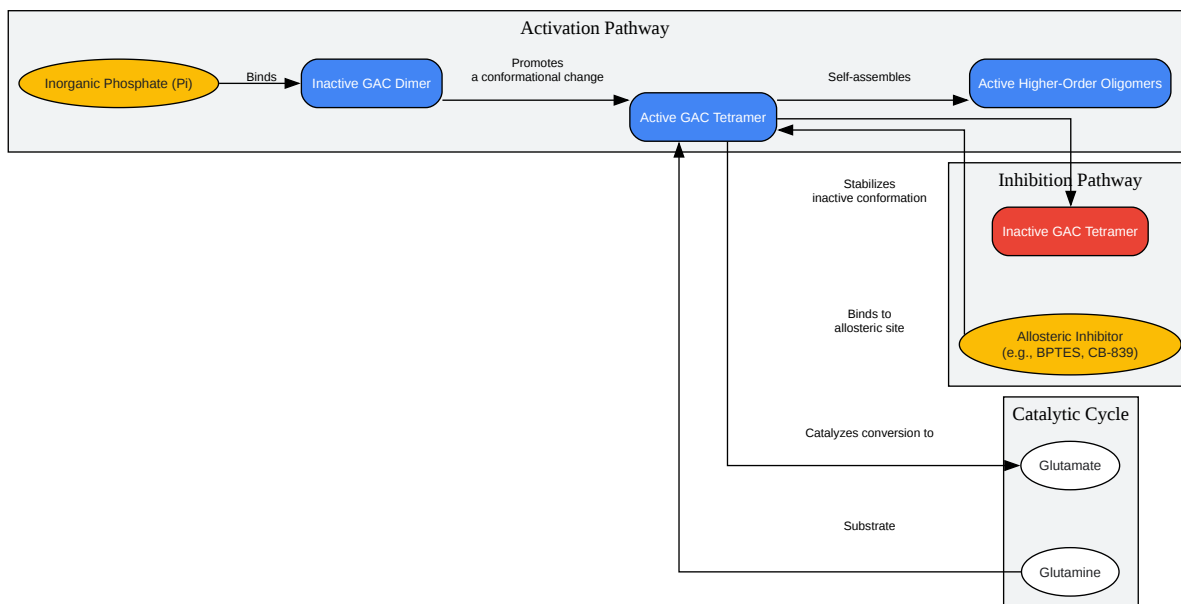 Activation Pathway
Inorganic Phosphate (Pi)
Binds
Inactive GAC Dimer
Promotes
a conformational change
Active GAC Tetramer
Self-assembles
Active Higher-Order Oligomers
Stabilizes
inactive conformation
Inhibition Pathway
Inactive GAC Tetramer
Binds to
allosteric site
Allosteric Inhibitor
(e.g., BPTES, CB-839)
Catalytic Cycle
Catalyzes conversion to
Glutamate
Substrate
Glutamine